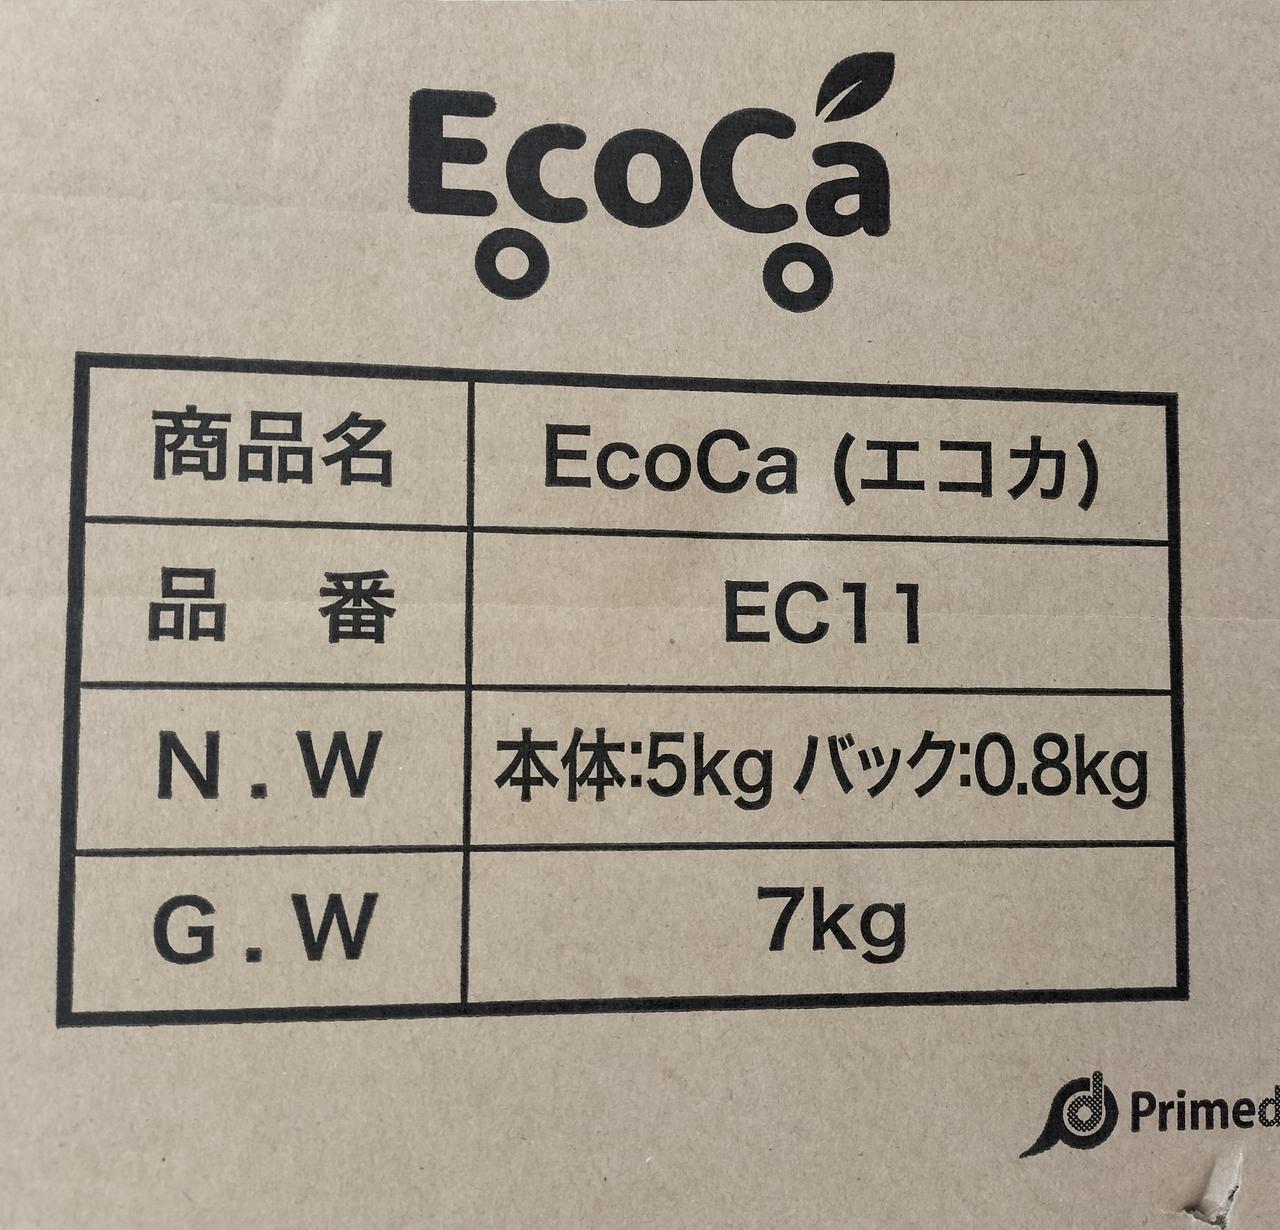 EcoCa
商品名 EcoCa (エコカ)
品　番 EC11
N.W 本体:5kg バック:0.8kg
G.W 7kg
Primed